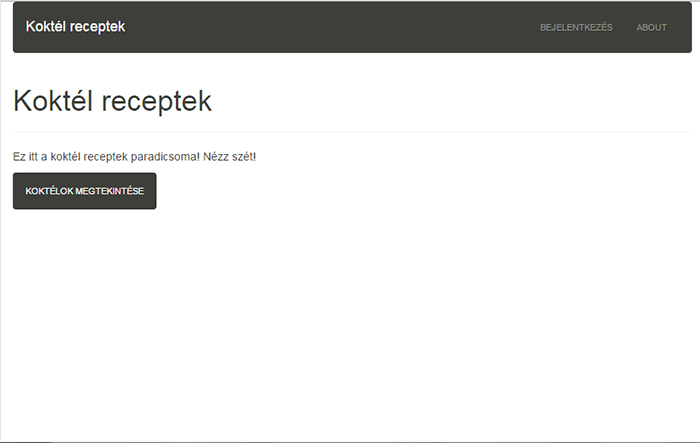 Koktél receptek
BEJELENTKEZÉS ABOUT
Koktél receptek
Ez itt a koktél receptek paradicsoma! Nézz szét!
KOKTÉLOK MEGTEKINTÉSE